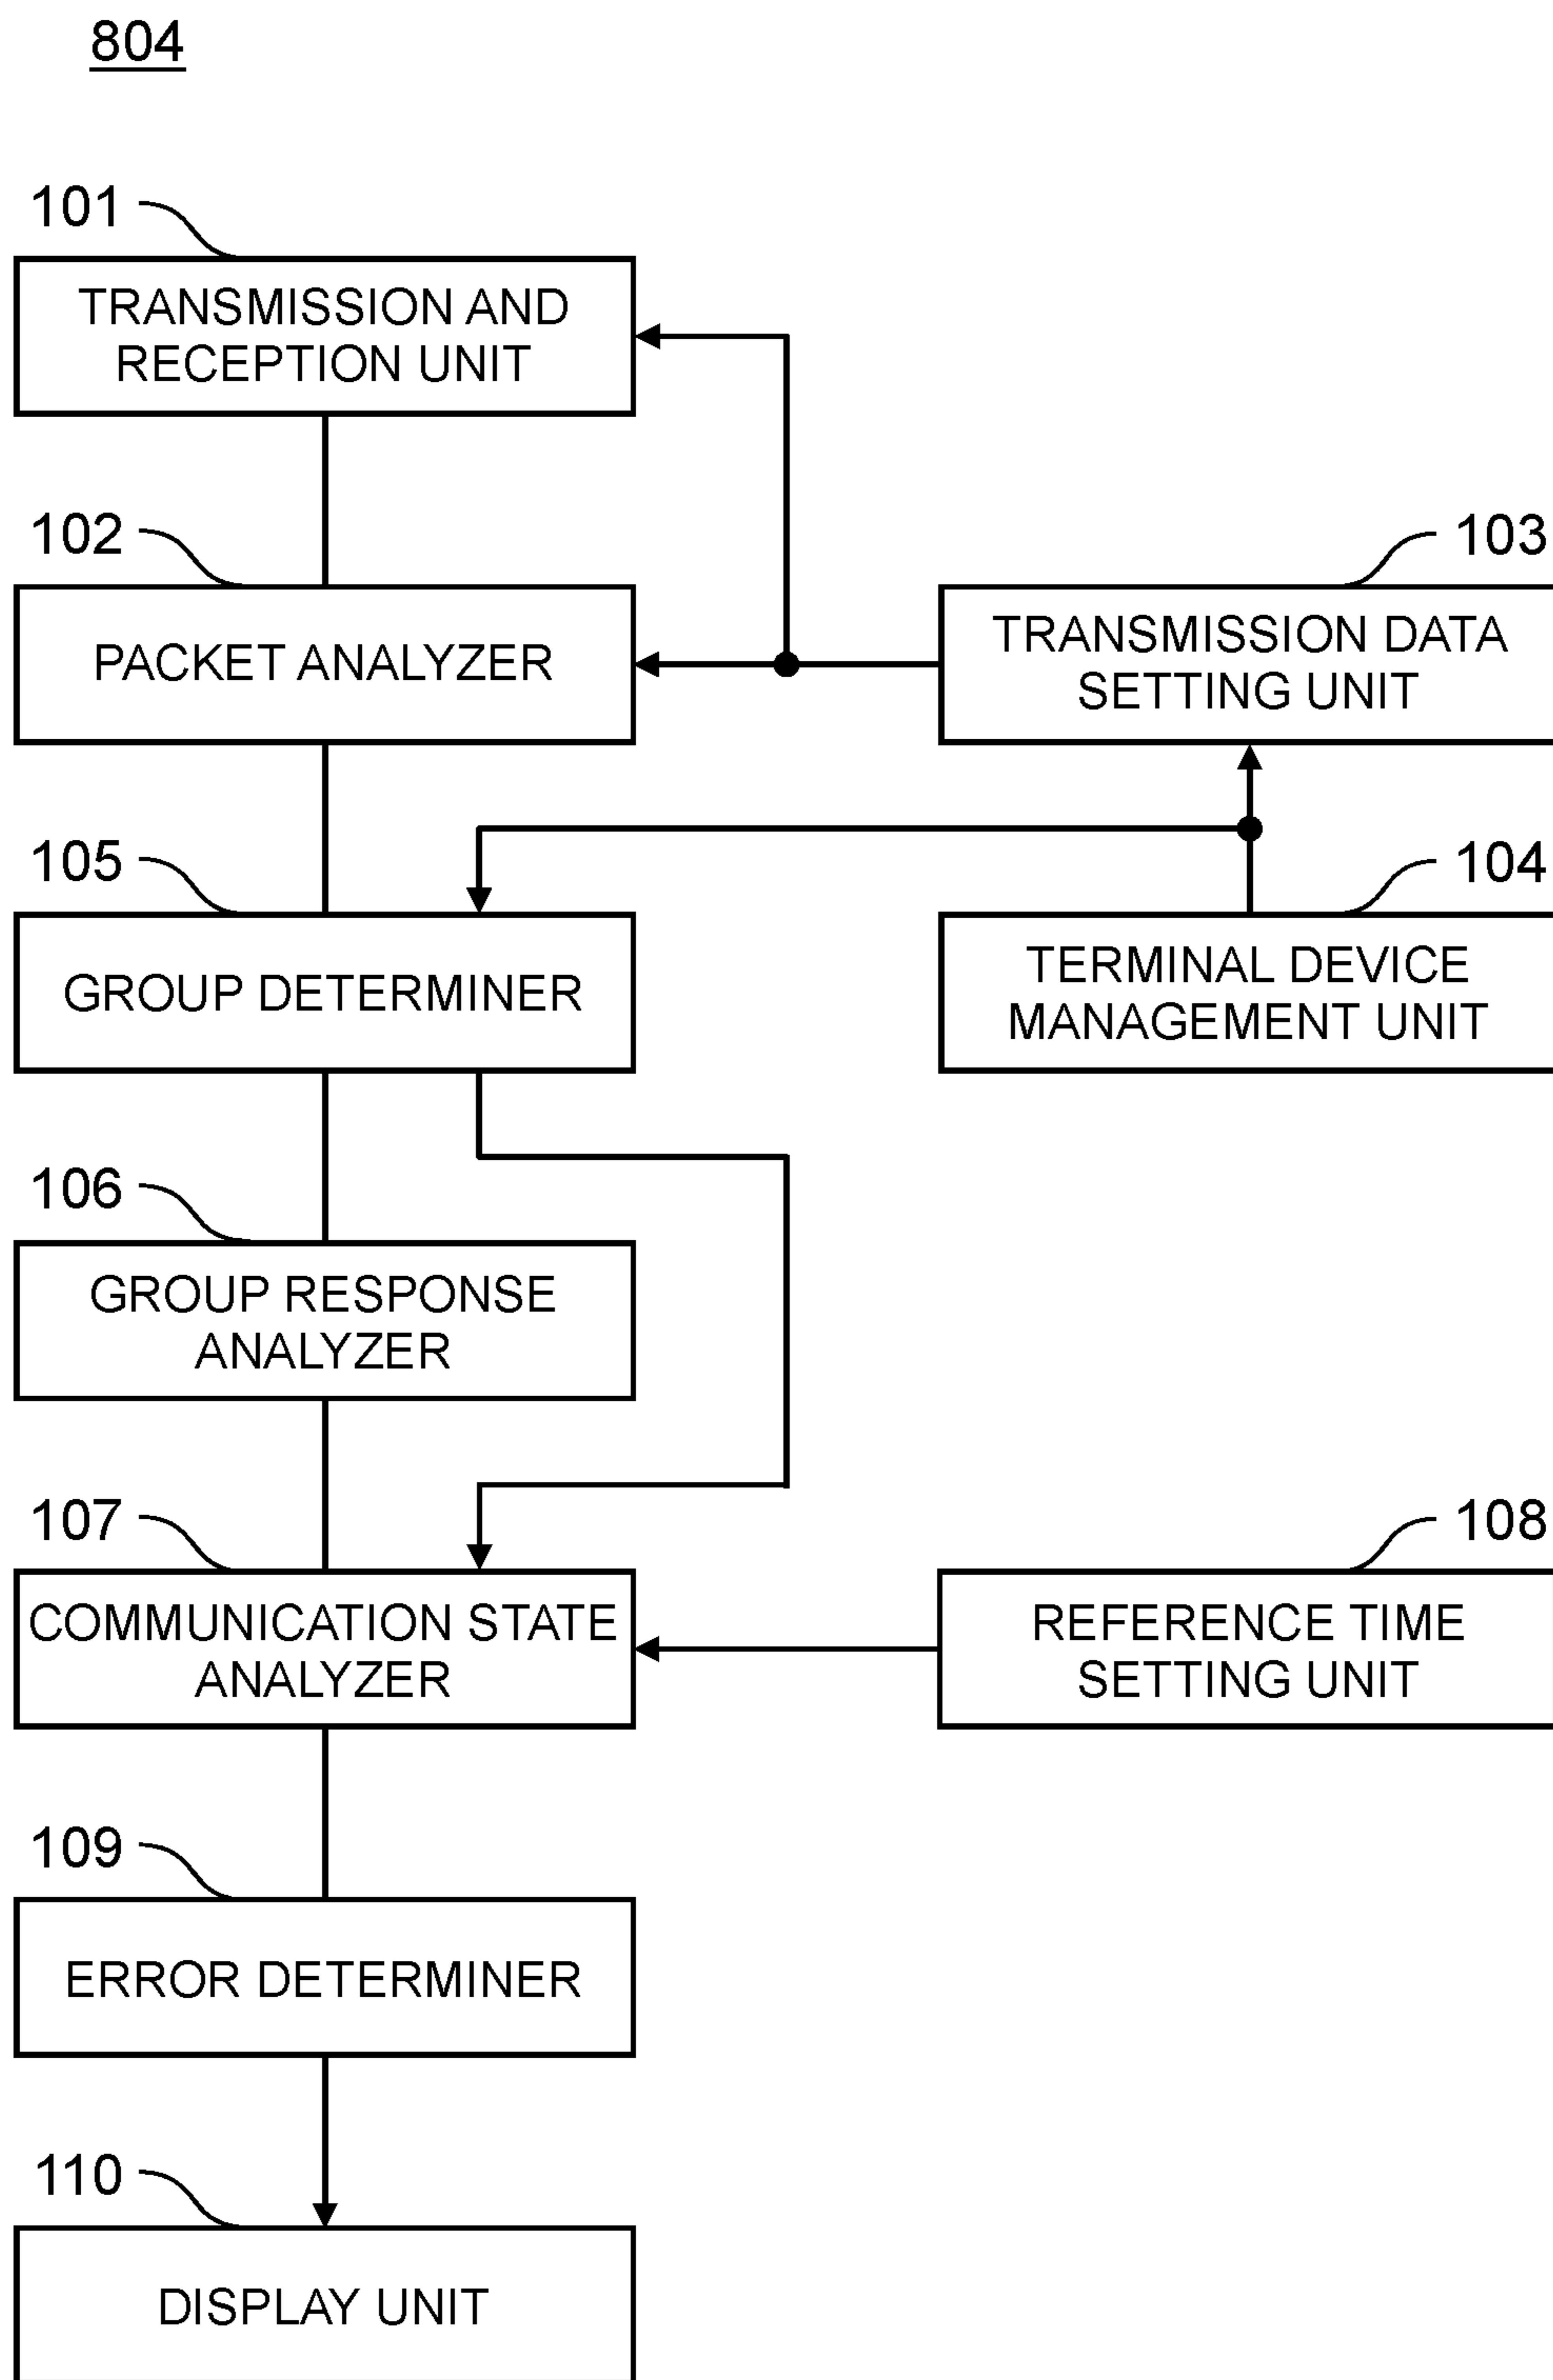 804
101
TRANSMISSION AND
RECEPTION UNIT
102
PACKET ANALYZER
103
TRANSMISSION DATA
SETTING UNIT
105
GROUP DETERMINER
104
TERMINAL DEVICE
MANAGEMENT UNIT
106
GROUP RESPONSE
ANALYZER
107
COMMUNICATION STATE
ANALYZER
108
REFERENCE TIME
SETTING UNIT
109
ERROR DETERMINER
110
DISPLAY UNIT